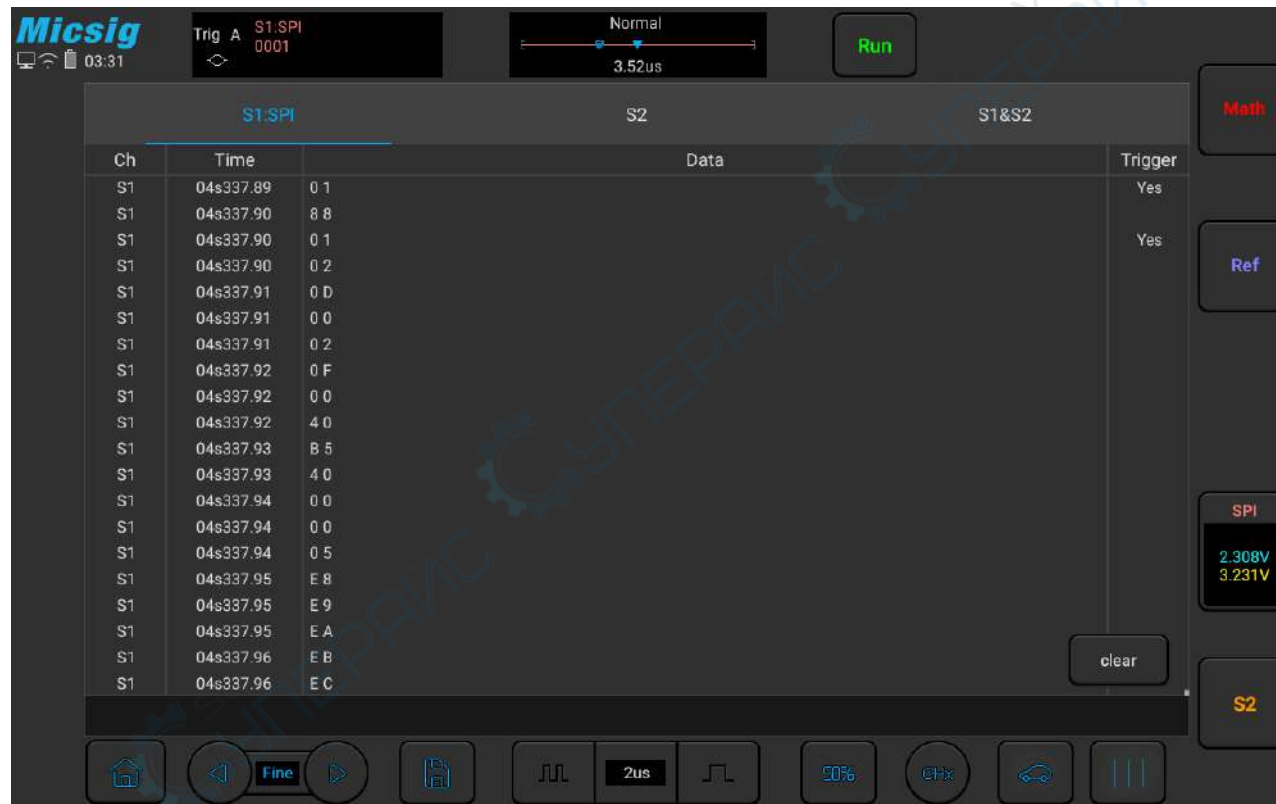 Micsig
03:31
Trig A S1:SPI
0001
Normal
3.52us
Run
Math
S1:SPI S2 S1&S2
Ch Time Data Trigger
S1 04s337.89 0 1 Yes
S1 04s337.90 8 8
S1 04s337.90 0 1 Yes
S1 04s337.90 0 2
S1 04s337.91 0 D
S1 04s337.91 0 0
S1 04s337.91 0 2
S1 04s337.92 0 F
S1 04s337.92 0 0
S1 04s337.92 4 0
S1 04s337.93 B 5
S1 04s337.93 4 0
S1 04s337.94 0 0
S1 04s337.94 0 0
S1 04s337.94 0 5
S1 04s337.95 E 8
S1 04s337.95 E 9
S1 04s337.95 E A
S1 04s337.96 E B
S1 04s337.96 E C
clear
Ref
SPI
2.308V
3.231V
S2
Fine
2us
50%
CHx
СУПЕРАЙС